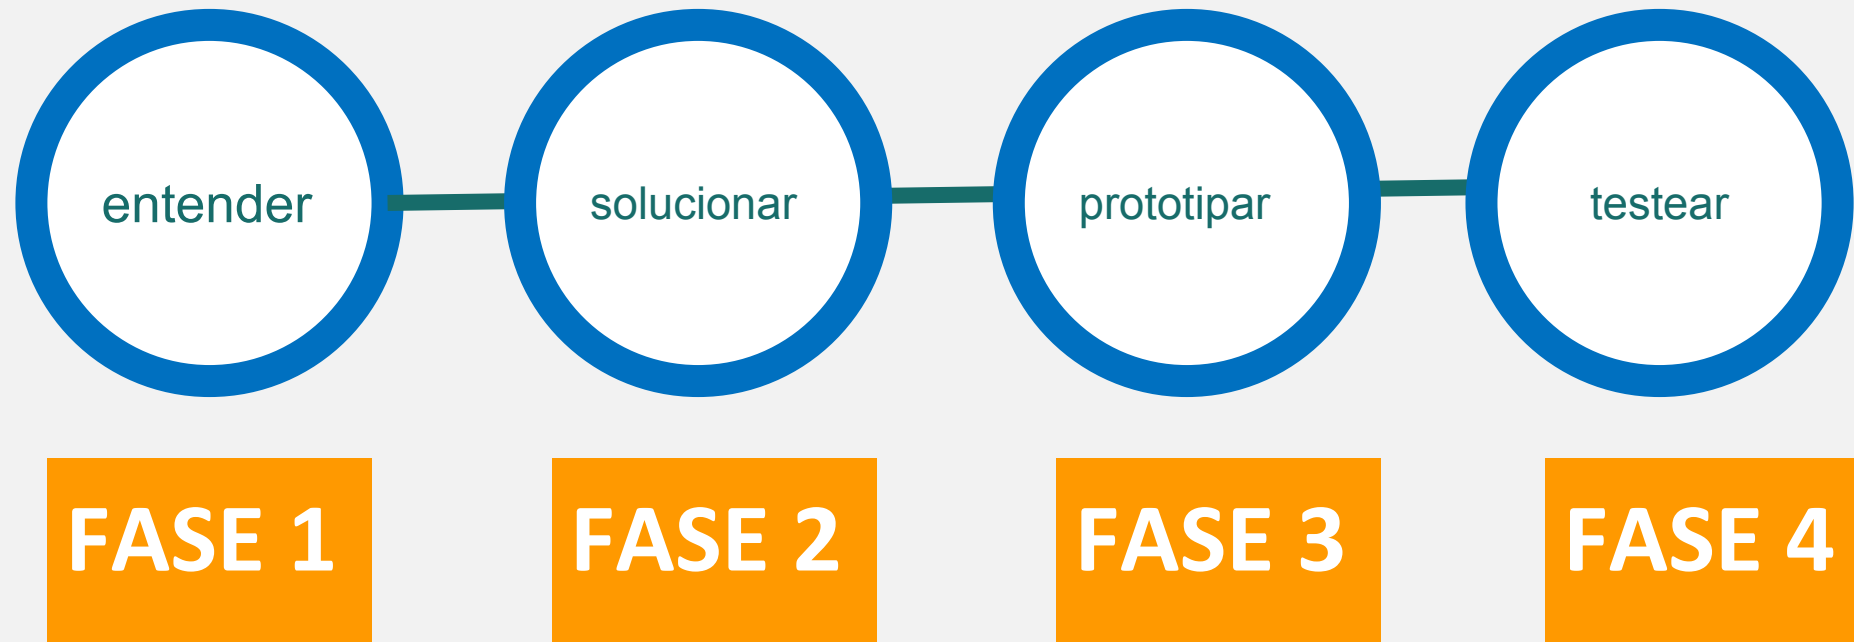 entender
solucionar
prototipar
testear
FASE 1
FASE 2
FASE 3
FASE 4